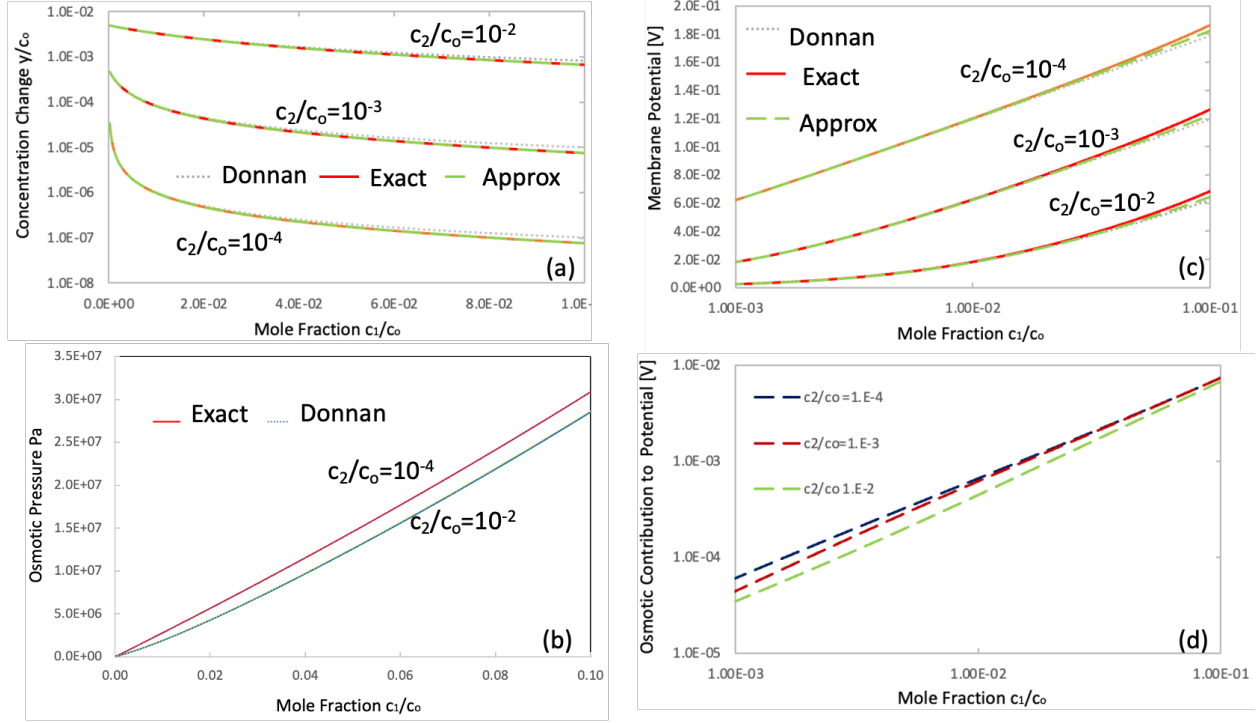 Concentration Change y/c₀
1.0E-02
1.0E-03
1.0E-04
1.0E-05
1.0E-06
1.0E-07
1.0E-08
c₂/c₀=10⁻²
c₂/c₀=10⁻³
Donnan Exact Approx
c₂/c₀=10⁻⁴
(a)
0.0E+00 2.0E-02 4.0E-02 6.0E-02 8.0E-02 1.0E-
Mole Fraction c₁/c₀
Osmotic Pressure Pa
3.5E+07
3.0E+07
2.5E+07
2.0E+07
1.5E+07
1.0E+07
5.0E+06
0.0E+00
Exact Donnan
c₂/c₀=10⁻⁴
c₂/c₀=10⁻²
(b)
0.00 0.02 0.04 0.06 0.08 0.10
Mole Fraction c₁/c₀
Membrane Potential [V]
2.0E-01
1.8E-01
1.6E-01
1.4E-01
1.2E-01
1.0E-01
8.0E-02
6.0E-02
4.0E-02
2.0E-02
0.0E+00
Donnan
Exact
Approx
c₂/c₀=10⁻⁴
c₂/c₀=10⁻³
c₂/c₀=10⁻²
(c)
1.00E-03 1.00E-02 1.00E-01
Mole Fraction c₁/c₀
Osmotic Contribution to Potential [V]
1.0E-02
1.0E-03
1.0E-04
1.0E-05
c2/co=1.E-4
c2/co=1.E-3
c2/co 1.E-2
(d)
1.00E-03 1.00E-02 1.00E-01
Mole Fraction c₁/c₀